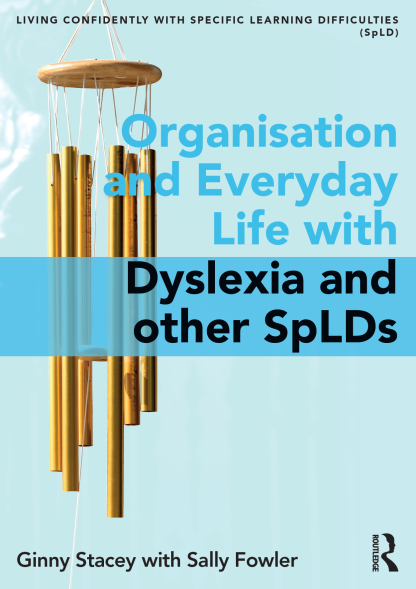 LIVING CONFIDENTLY WITH SPECIFIC LEARNING DIFFICULTIES
(SpLD)
Organisation
and Everyday
Life with
Dyslexia and
other SpLDs
Ginny Stacey with Sally Fowler
ROUTLEDGE